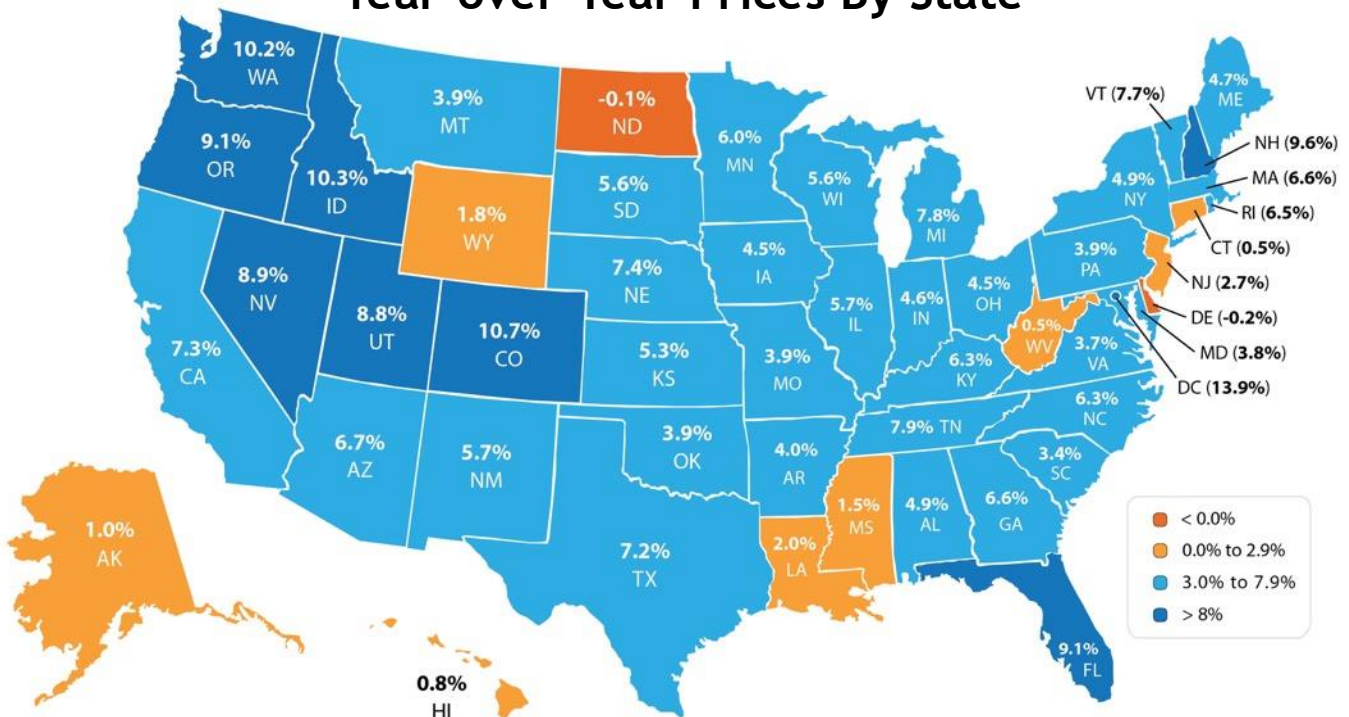 Year-over-Year Prices By State
10.2%
WA
9.1%
OR
10.3%
ID
3.9%
MT
-0.1%
ND
6.0%
MN
5.6%
SD
1.8%
WY
5.6%
WI
7.8%
MI
4.9%
NY
4.7%
ME
VT (7.7%)
NH (9.6%)
MA (6.6%)
RI (6.5%)
CT (0.5%)
NJ (2.7%)
DE (-0.2%)
MD (3.8%)
DC (13.9%)
3.9%
PA
4.5%
OH
4.6%
IN
5.7%
IL
4.5%
IA
7.4%
NE
8.9%
NV
8.8%
UT
10.7%
CO
5.3%
KS
3.9%
MO
6.3%
KY
0.5%
WV
3.7%
VA
7.3%
CA
6.7%
AZ
5.7%
NM
3.9%
OK
4.0%
AR
7.9% TN
6.3%
NC
3.4%
SC
6.6%
GA
4.9%
AL
1.5%
MS
2.0%
LA
7.2%
TX
9.1%
FL
1.0%
AK
0.8%
HI
< 0.0%
0.0% to 2.9%
3.0% to 7.9%
> 8%